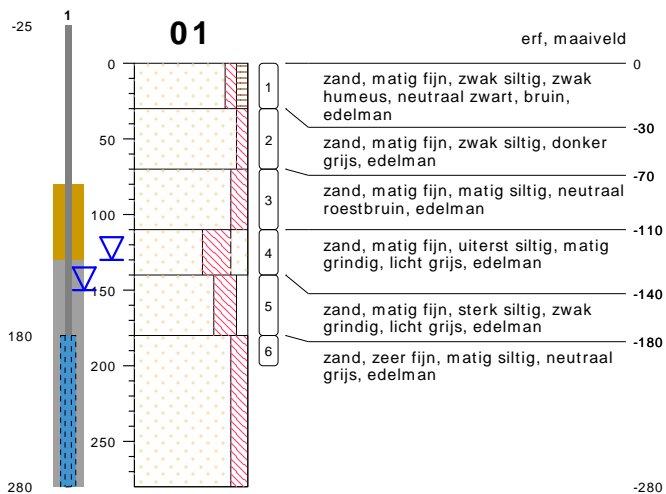 -25
1
01
erf, maaiveld
0
0
zand, matig fijn, zwak siltig, zwak
humeus, neutraal zwart, bruin,
edelman
1
-30
50
2
zand, matig fijn, zwak siltig, donker
grijs, edelman
-70
3
zand, matig fijn, matig siltig, neutraal
roestbruin, edelman
100
-110
4
zand, matig fijn, uiterst siltig, matig
grindig, licht grijs, edelman
150
-140
5
zand, matig fijn, sterk siltig, zwak
grindig, licht grijs, edelman
180
-180
6
zand, zeer fijn, matig siltig, neutraal
grijs, edelman
200
250
280
-280